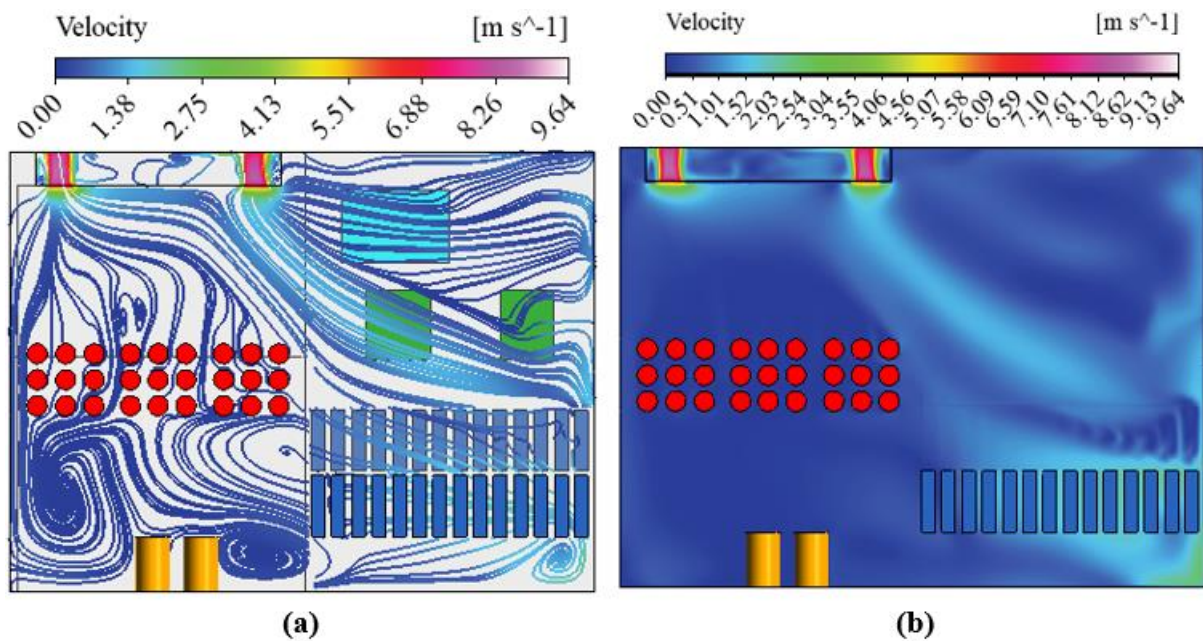 Velocity [m s^-1]
0.00 1.38 2.75 4.13 5.51 6.88 8.26 9.64
Velocity [m s^-1]
0.00 0.51 1.01 1.52 2.03 2.54 3.04 3.55 4.06 4.56 5.07 5.58 6.09 6.59 7.10 7.61 8.12 8.62 9.13 9.64
(a)
(b)